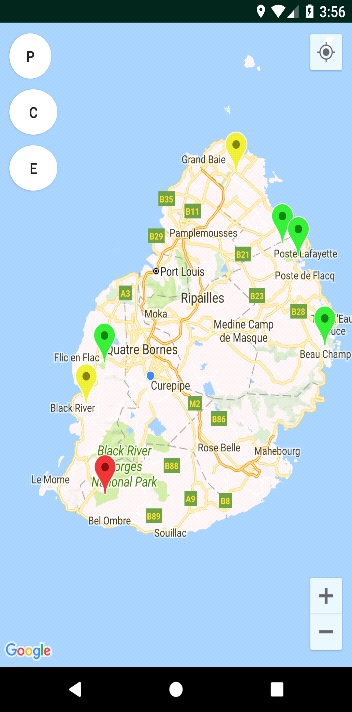 3:56
P
C
E
Grand Baie
B35
B11
Pamplemousses
B29
B21
Poste Lafayette
Port Louis
Poste de Flacq
A3
Ripailles
B23
Moka
B28
Medine Camp
de Masque
Quatre Bornes
Flic en Flac
Beau Champ
Curepipe
Black River
M2
B86
Rose Belle
Mahebourg
Black River
Gorges
National Park
B88
Le Morne
A9
B8
Bel Ombre
B89
Souillac
+
−
Google